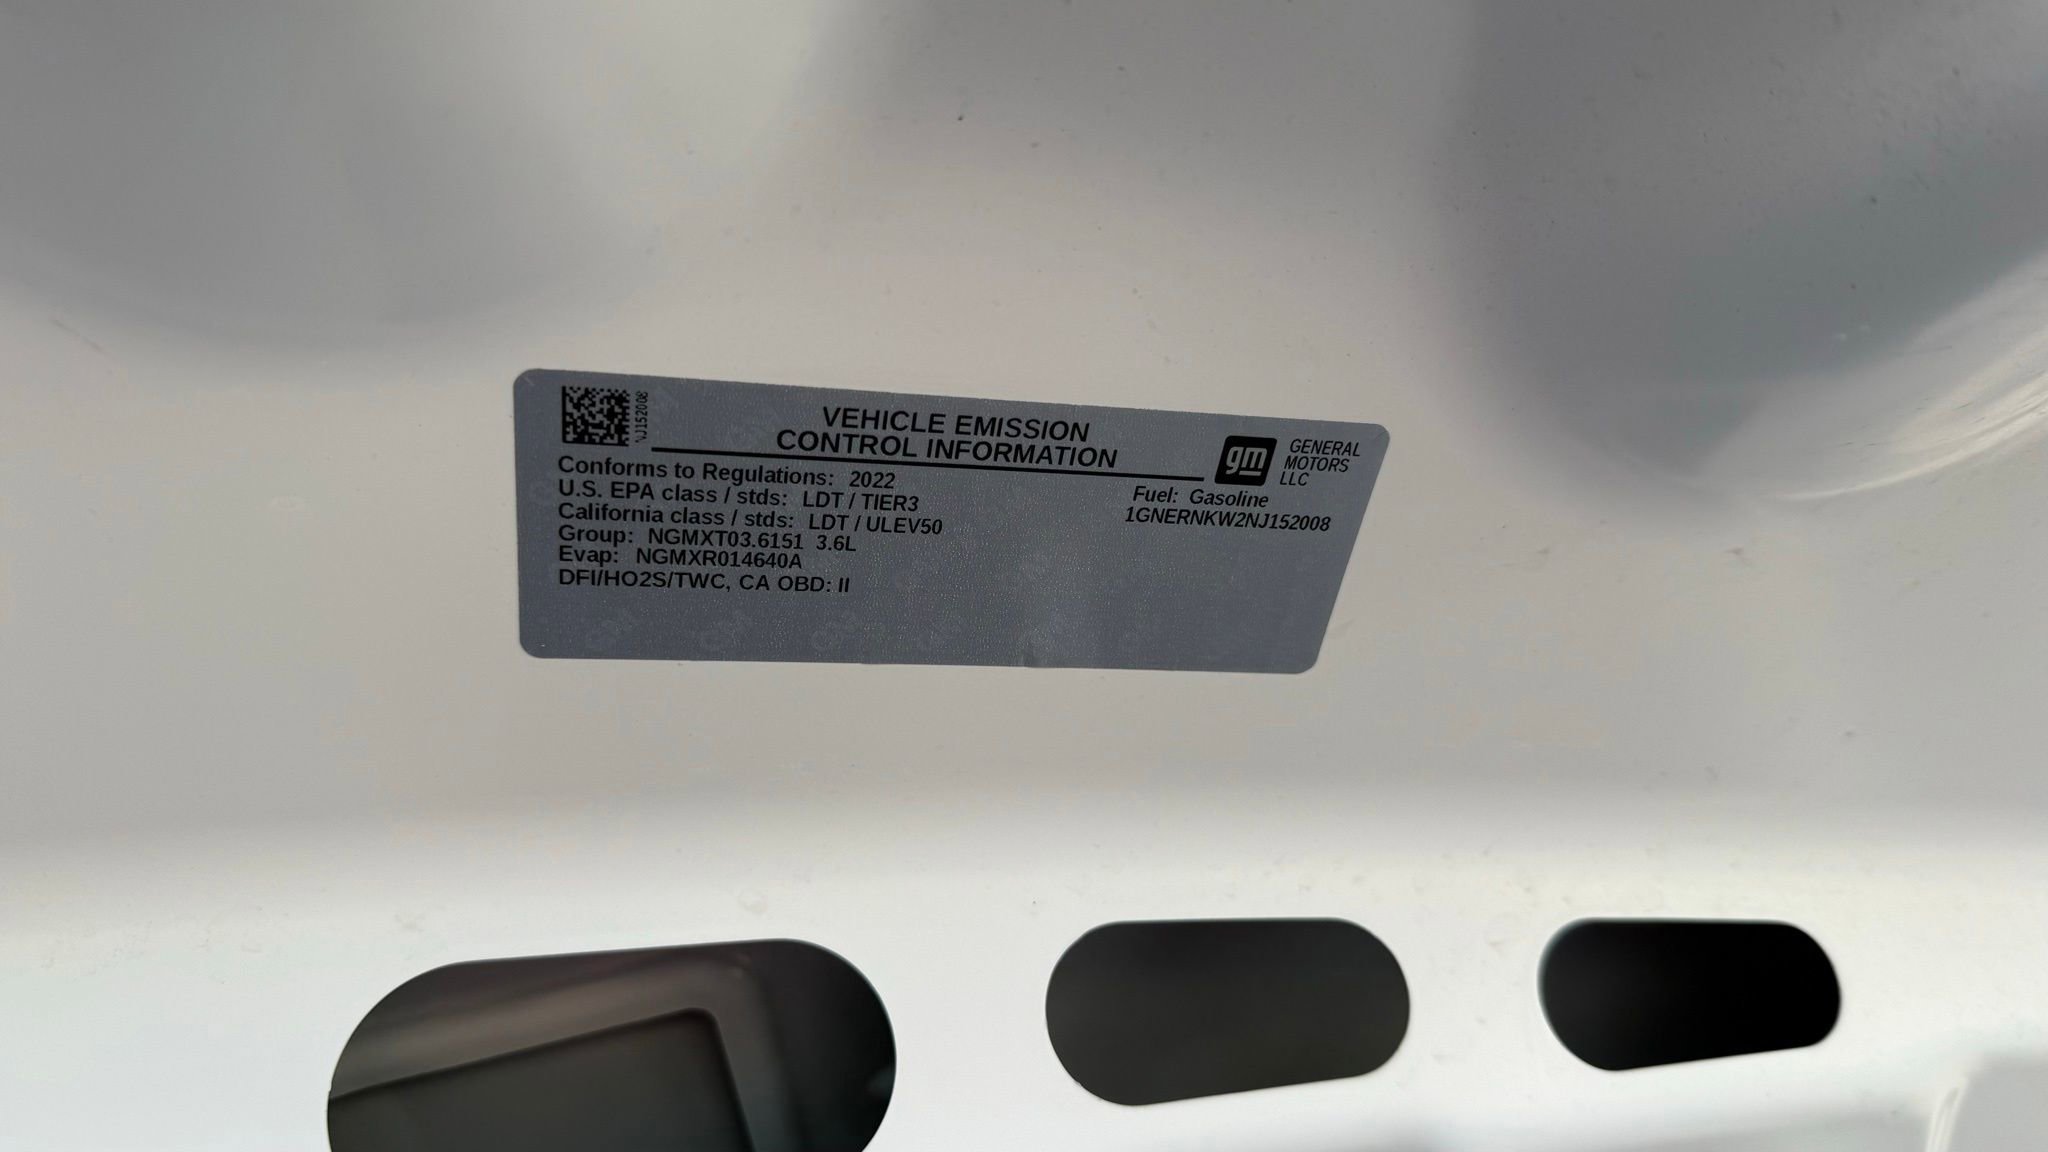 NJ152008
VEHICLE EMISSION
CONTROL INFORMATION
gm
GENERAL
MOTORS
LLC
Conforms to Regulations: 2022
U.S. EPA class / stds: LDT / TIER3
California class / stds: LDT / ULEV50
Group: NGMXT03.6151 3.6L
Evap: NGMXR014640A
DFI/HO2S/TWC, CA OBD: II
Fuel: Gasoline
1GNERNKW2NJ152008